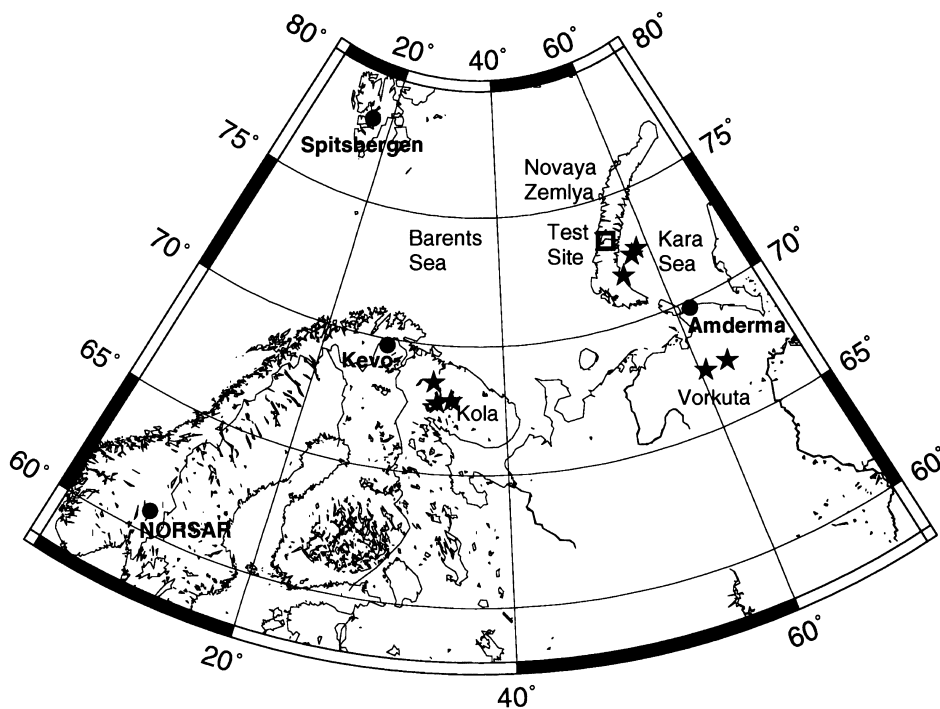 80°
20°
40°
60°
80°
75°
75°
Spitsbergen
Novaya
Zemlya
70°
Barents
Sea
Test
Site
Kara
Sea
70°
Amderma
65°
Kevo
65°
Vorkuta
Kola
60°
60°
NORSAR
20°
40°
60°